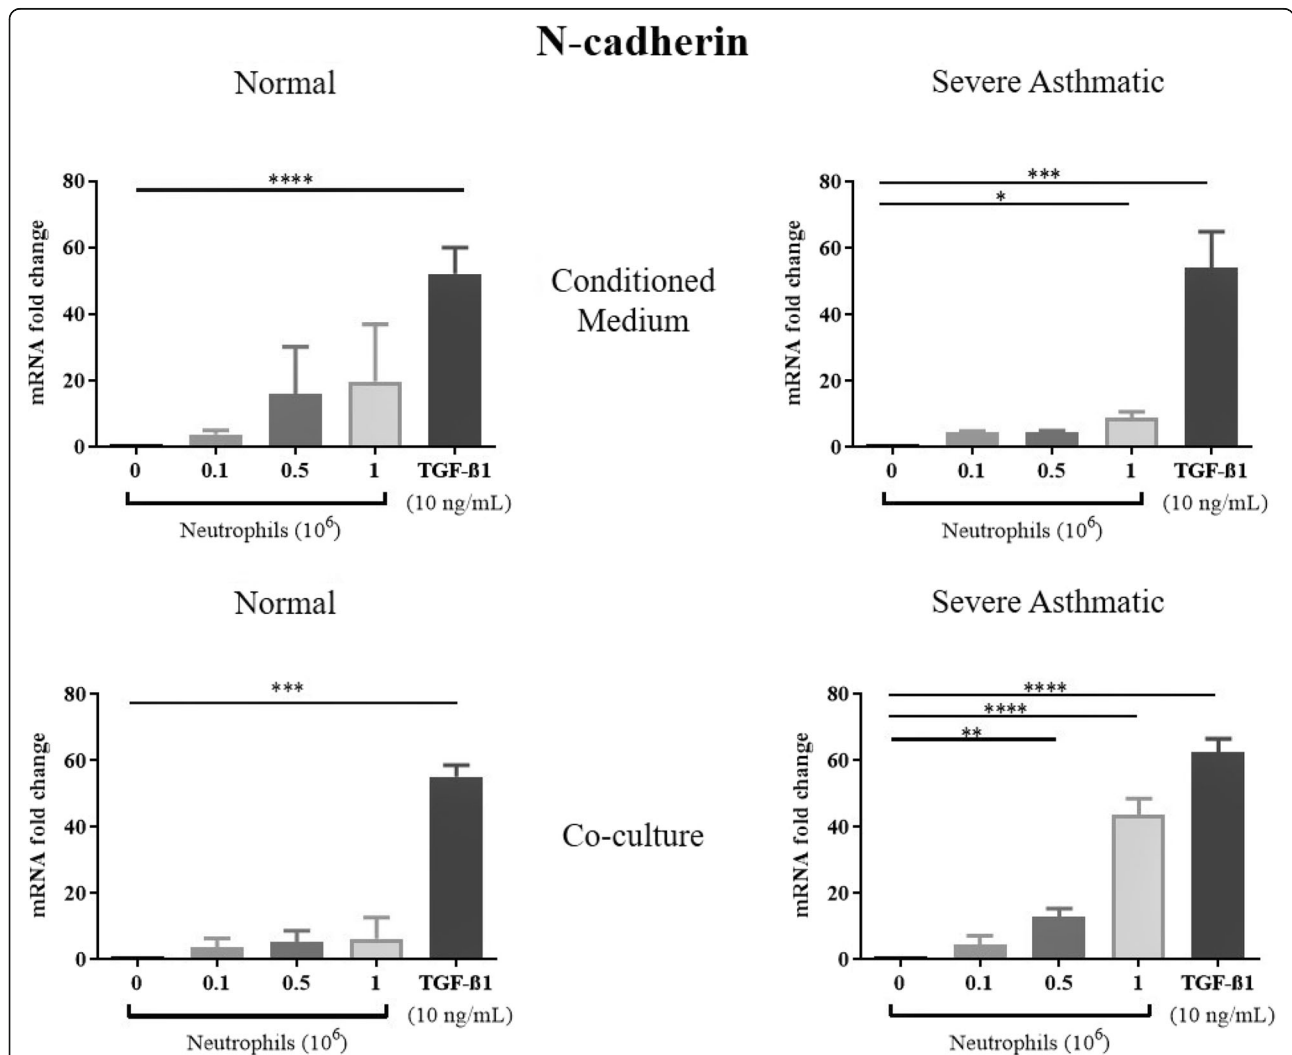 N-cadherin
Normal
Severe Asthmatic
mRNA fold change
80
60
40
20
0
****
0 0.1 0.5 1 TGF-ß1
(10 ng/mL)
Neutrophils (10⁶)
Conditioned
Medium
mRNA fold change
80
60
40
20
0
***
*
0 0.1 0.5 1 TGF-ß1
(10 ng/mL)
Neutrophils (10⁶)
Normal
Severe Asthmatic
mRNA fold change
80
60
40
20
0
***
0 0.1 0.5 1 TGF-ß1
(10 ng/mL)
Neutrophils (10⁶)
Co-culture
mRNA fold change
80
60
40
20
0
****
****
**
0 0.1 0.5 1 TGF-ß1
(10 ng/mL)
Neutrophils (10⁶)